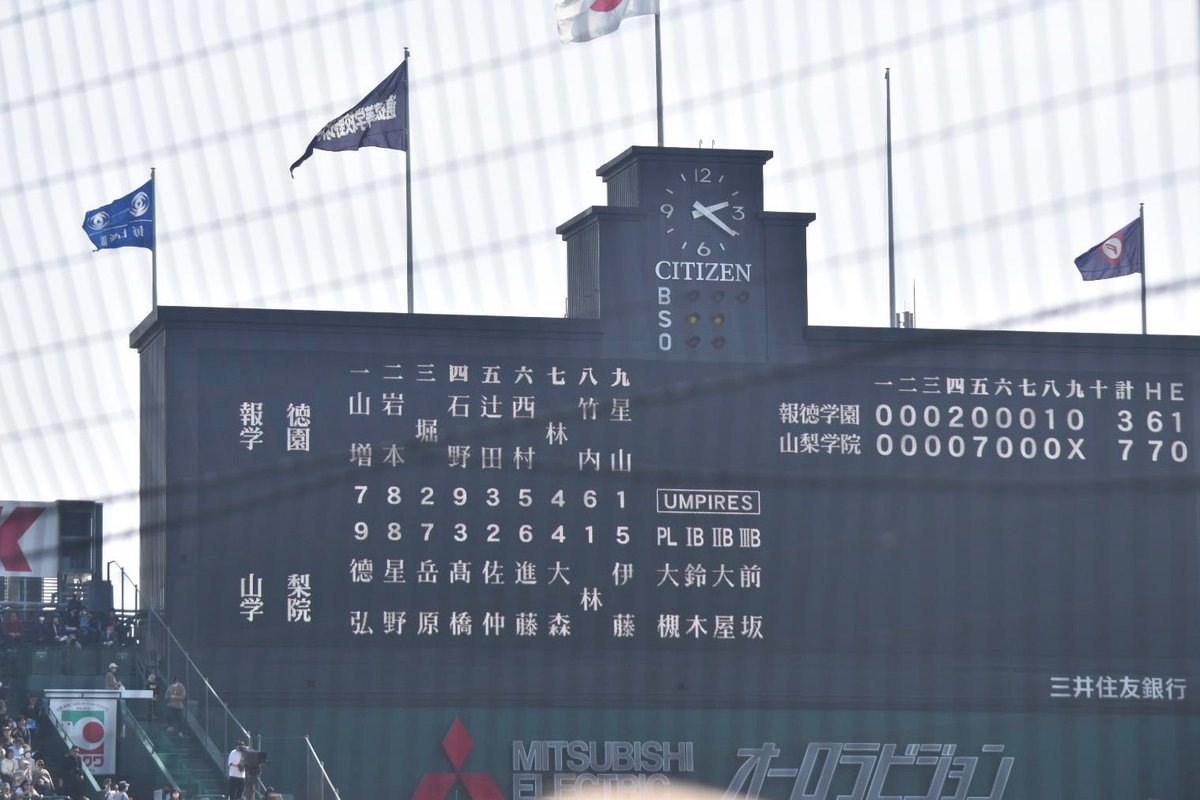 12
9 3
6
CITIZEN
B
S
O
一 二 三 四 五 六 七 八 九
報徳学園
山増 岩本 堀 石野 辻田 西村 林 竹内 星山
7 8 2 9 3 5 4 6 1
9 8 7 3 2 6 4 1 5
山梨学院
德弘 星野 岳原 髙橋 佐仲 進藤 大森 林 伊藤
UMPIRES
PL IB IIB IIIB
大槻 鈴木 大屋 前坂
一 二 三 四 五 六 七 八 九 十 計 H E
報徳学園 0 0 0 2 0 0 0 1 0 3 6 1
山梨学院 0 0 0 0 7 0 0 0 X 7 7 0
三井住友銀行
MITSUBISHI
ELECTRIC
オーロラビジョン